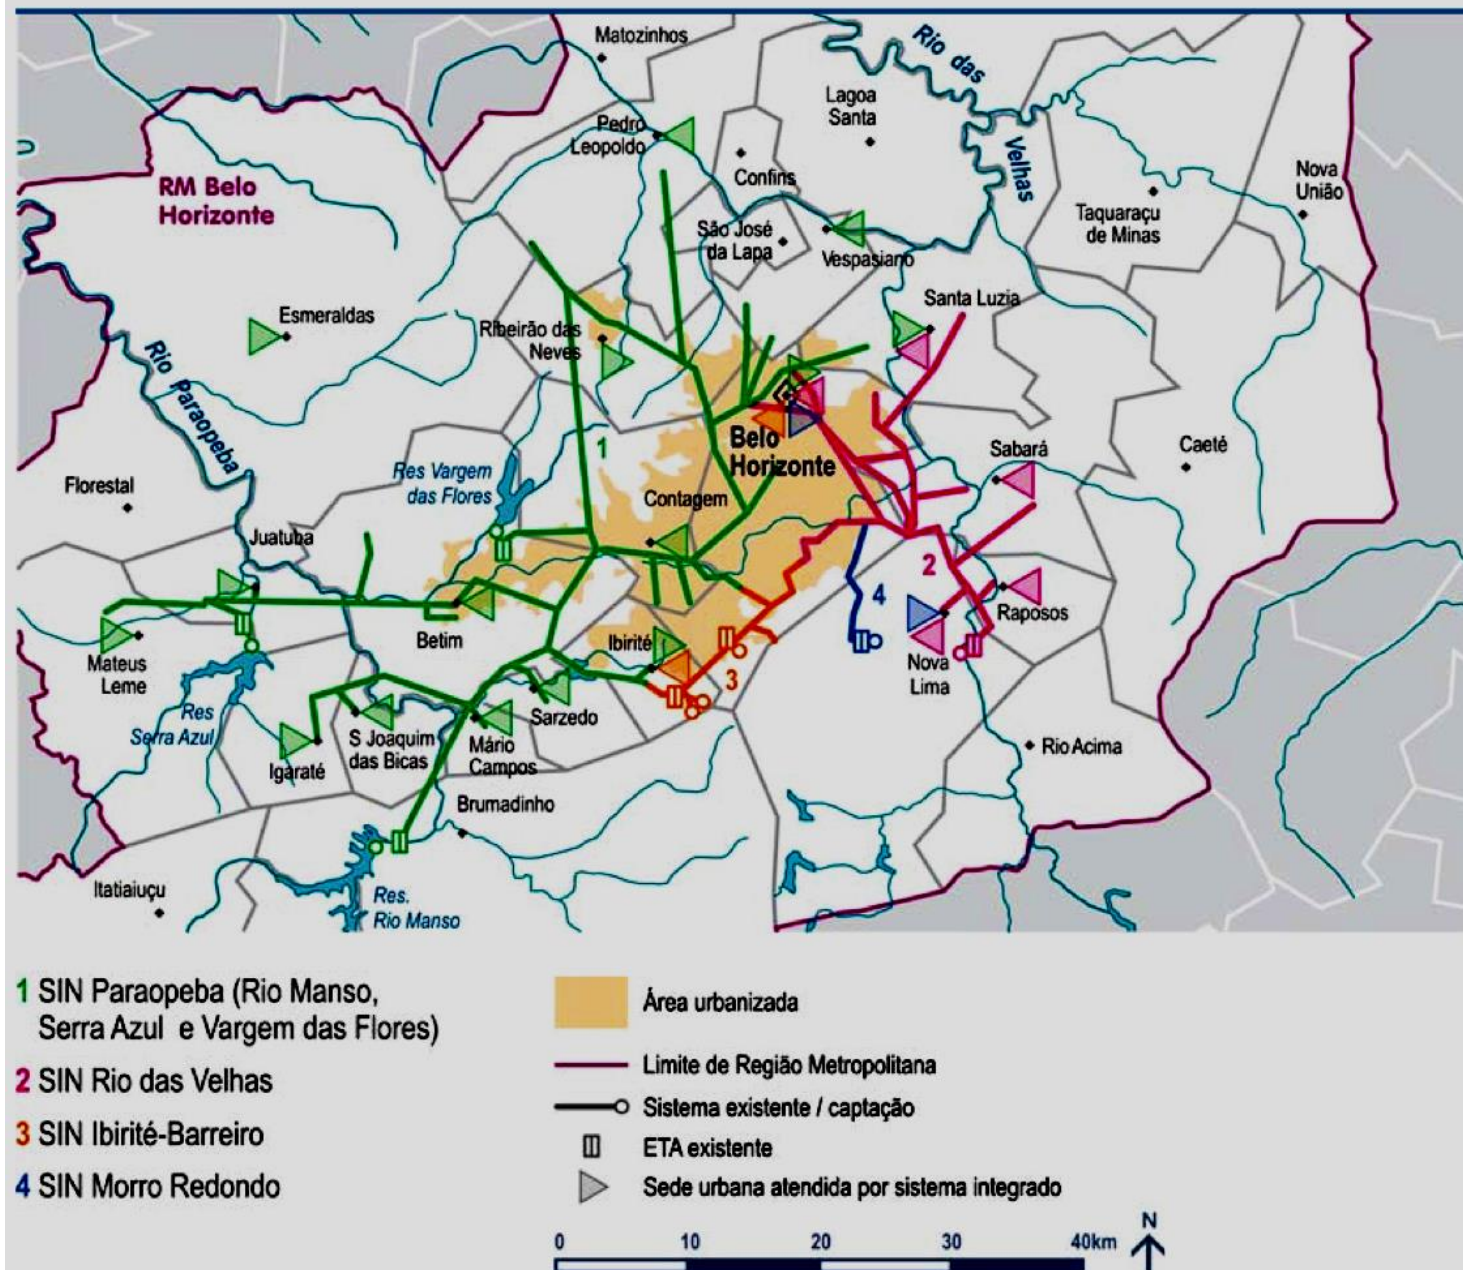 Matozinhos
Rio das
Velhas
Lagoa
Santa
Pedro
Leopoldo
Confins
Nova
União
RM Belo
Horizonte
Taquaraçu
de Minas
São José
da Lapa
Vespasiano
Santa Luzia
Esmeraldas
Ribeirão das
Neves
Rio Paraopeba
1
Belo
Horizonte
Sabará
Caeté
Res Vargem
das Flores
Florestal
Contagem
Juatuba
2
4
Raposos
Betim
Ibirité
Mateus
Leme
Nova
Lima
3
Res
Serra Azul
Sarzedo
S Joaquim
das Bicas
Mário
Campos
Igaraté
Rio Acima
Brumadinho
Itatiaiuçu
Res.
Rio Manso
1 SIN Paraopeba (Rio Manso,
Serra Azul e Vargem das Flores)
2 SIN Rio das Velhas
3 SIN Ibirité-Barreiro
4 SIN Morro Redondo
Área urbanizada
Limite de Região Metropolitana
Sistema existente / captação
ETA existente
Sede urbana atendida por sistema integrado
0 10 20 30 40km
N